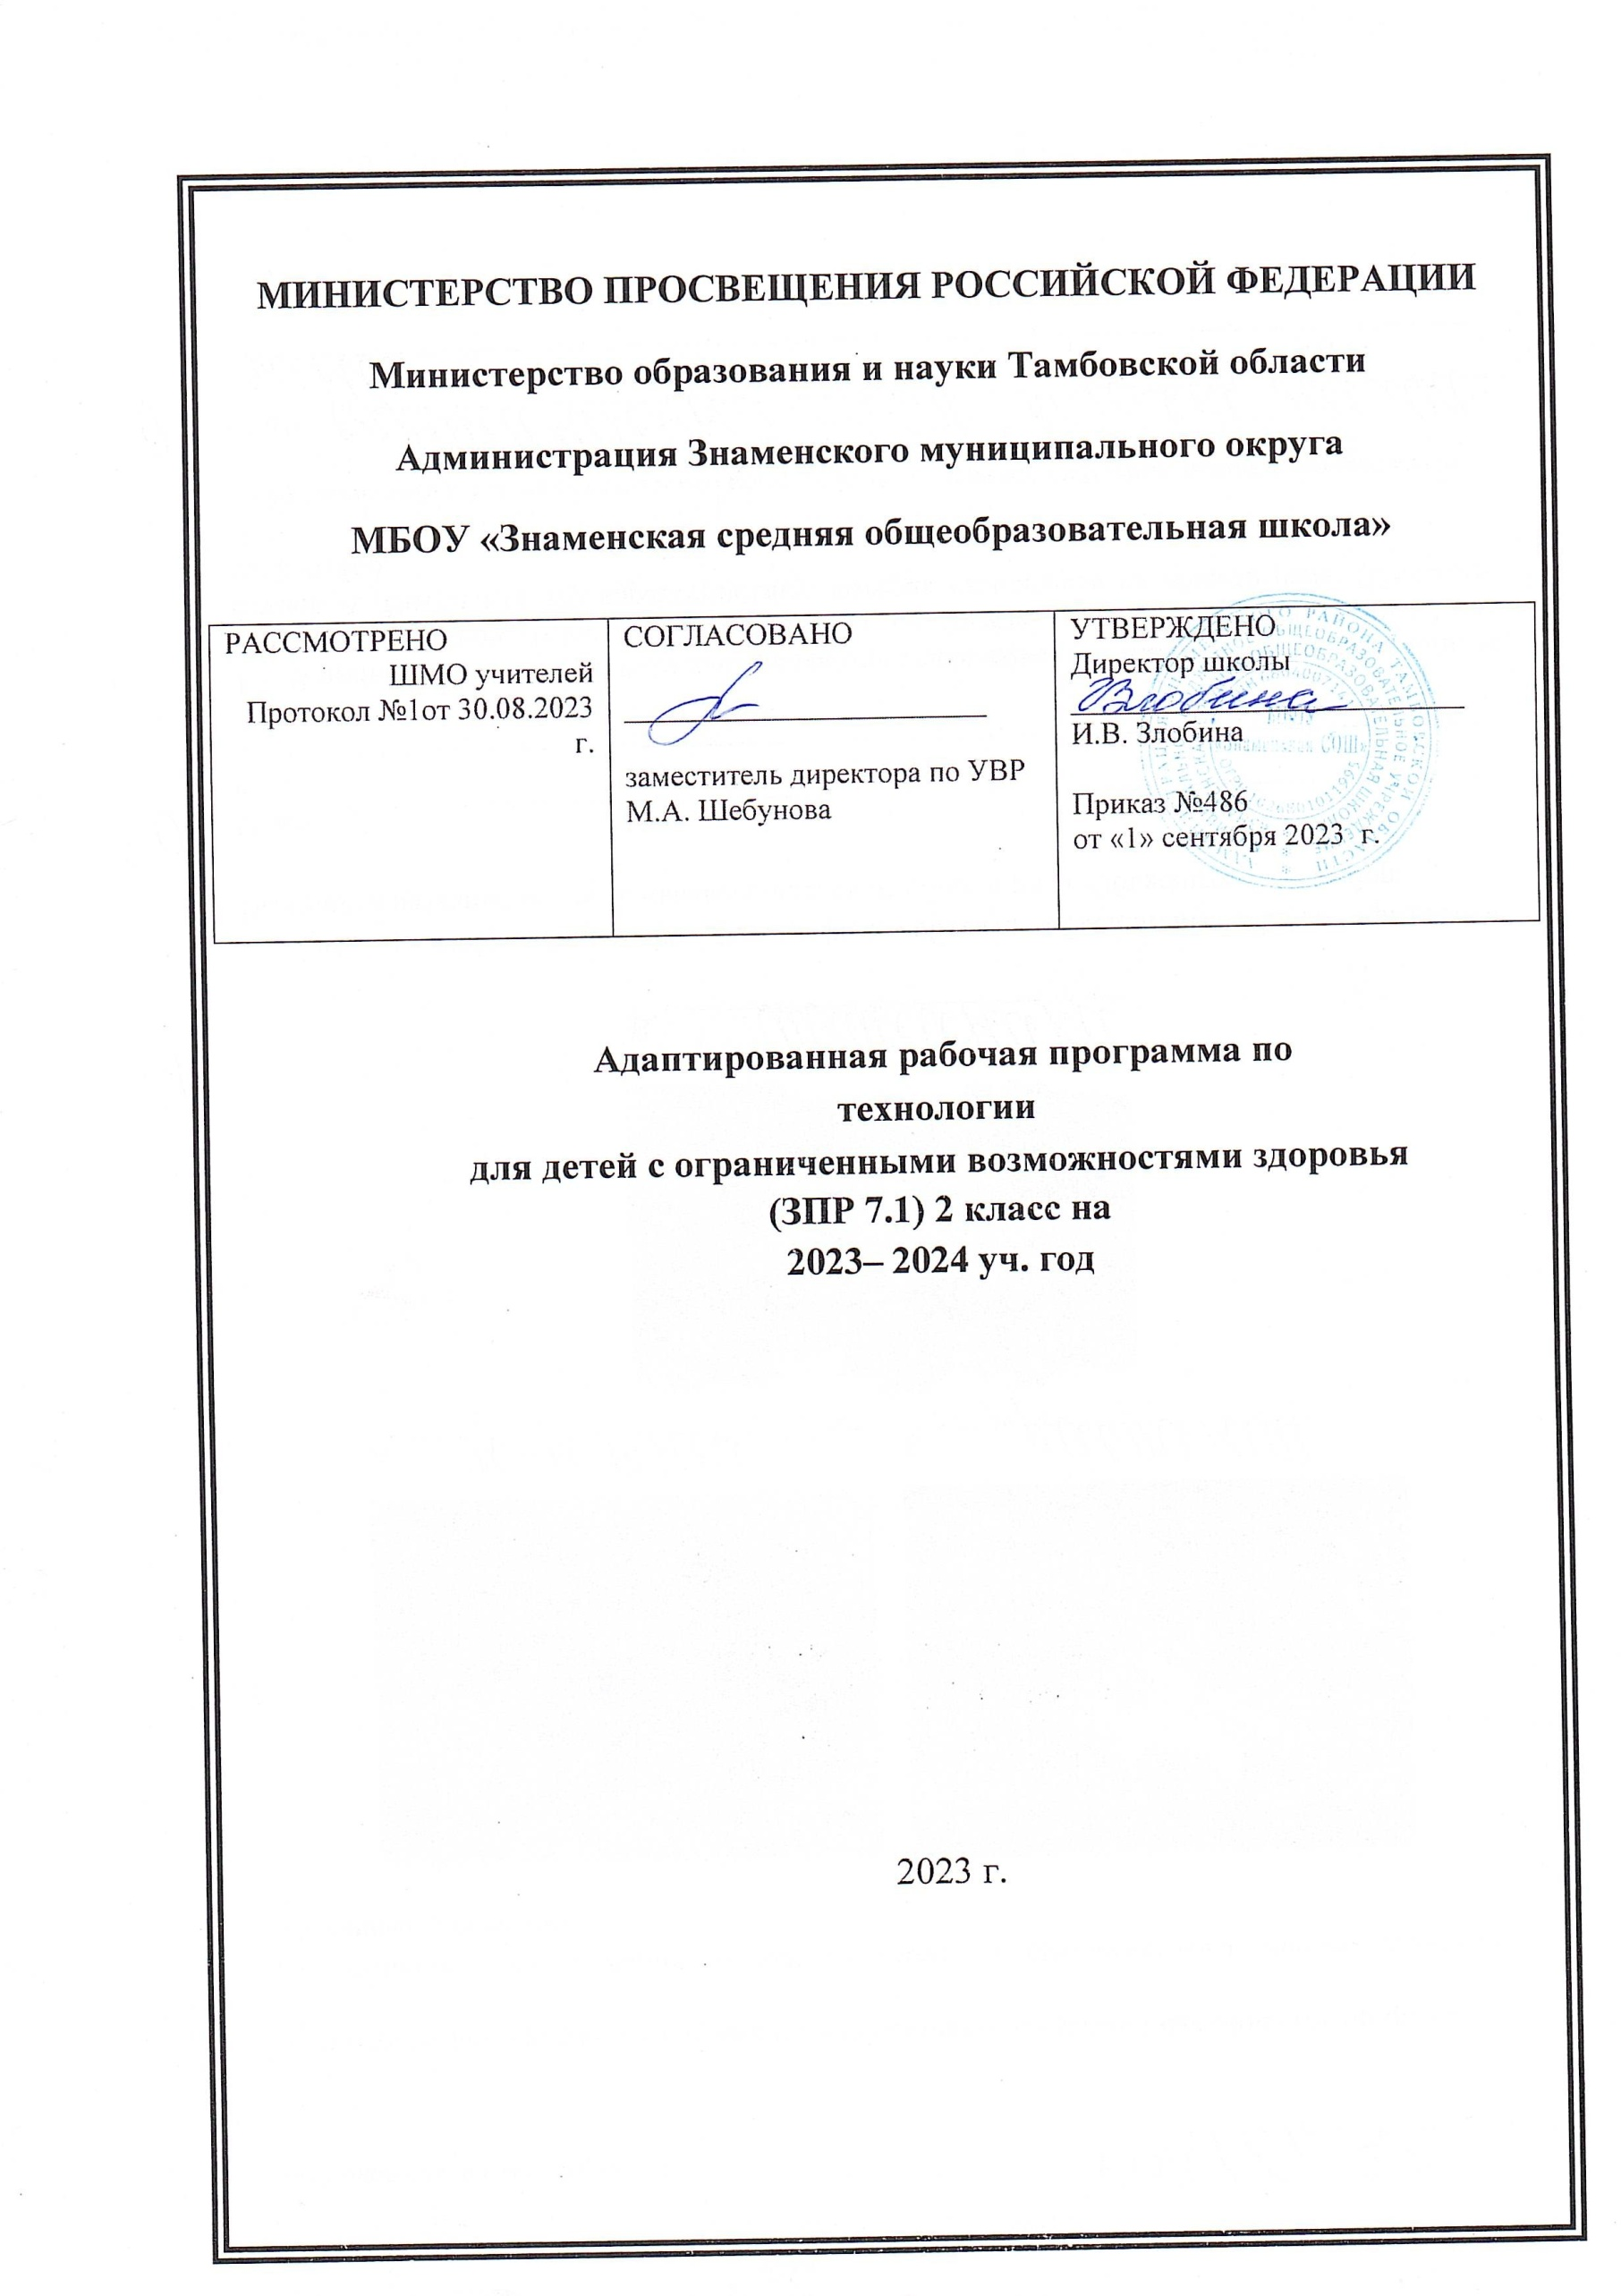 МИНИСТЕРСТВО ПРОСВЕЩЕНИЯ РОССИЙСКОЙ ФЕДЕРАЦИИ
Министерство образования и науки Тамбовской области
Администрация Знаменского муниципального округа
МБОУ «Знаменская средняя общеобразовательная школа»
РАССМОТРЕНО
ШМО учителей
Протокол №1от 30.08.2023
г.
СОГЛАСОВАНО
заместитель директора по УВР
М.А. Шебунова
УТВЕРЖДЕНО
Директор школы
Злобина
И.В. Злобина
Приказ №486
от «1» сентября 2023 г.
Адаптированная рабочая программа по
технологии
для детей с ограниченными возможностями здоровья
(ЗПР 7.1) 2 класс на
2023– 2024 уч. год
2023 г.